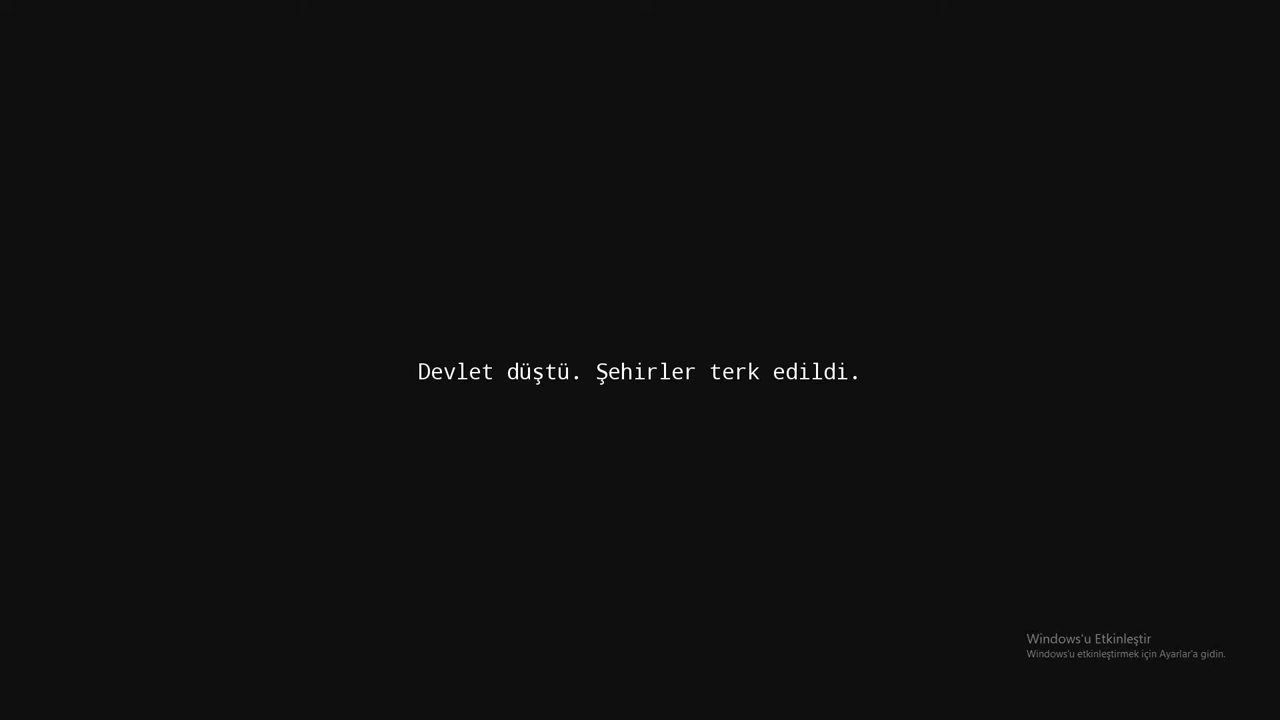 Devlet düştü. Şehirler terk edildi.
Windows'u Etkinleştir
Windows'u etkinleştirmek için Ayarlar'a gidin.